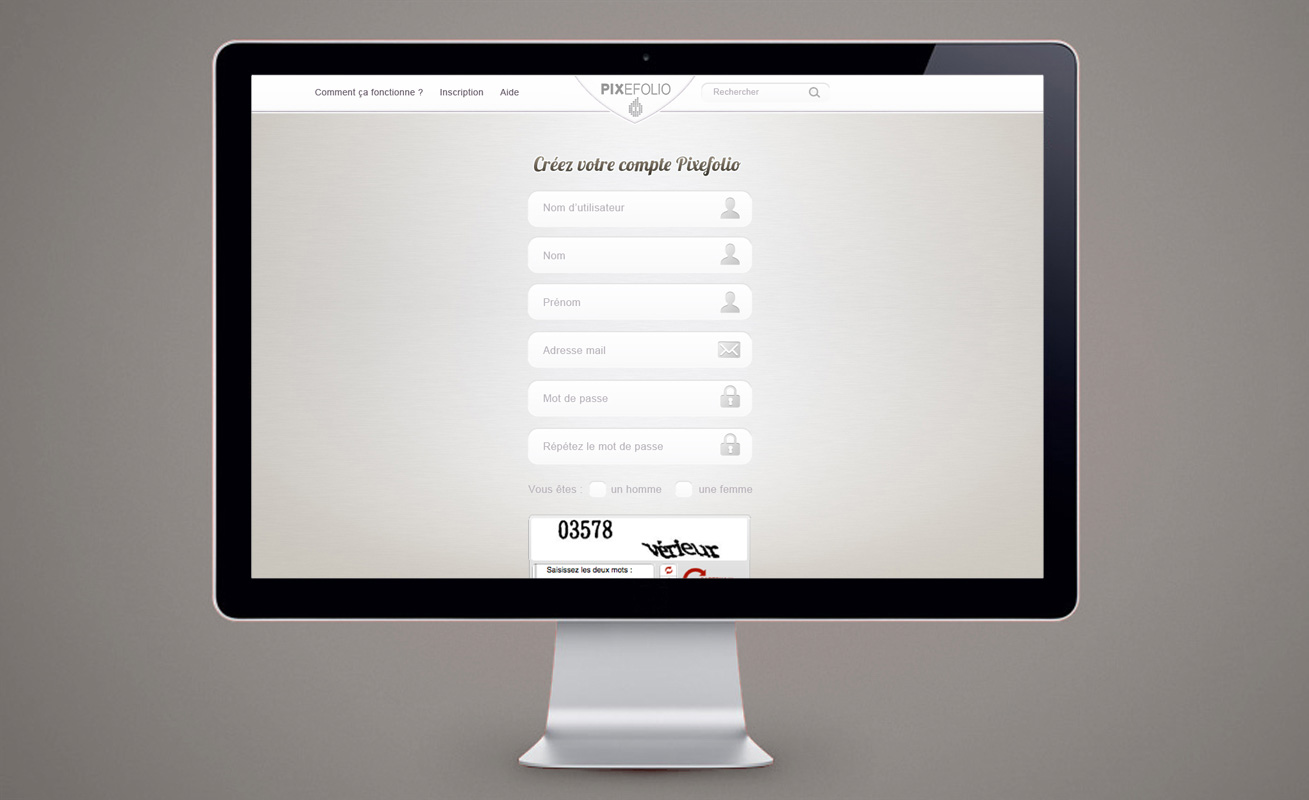 Comment ça fonctionne ? Inscription Aide PIXEFOLIO Rechercher
Créez votre compte Pixefolio
Nom d'utilisateur
Nom
Prénom
Adresse mail
Mot de passe
Répétez le mot de passe
Vous êtes : un homme une femme
03578 vérieur
Saisissez les deux mots :